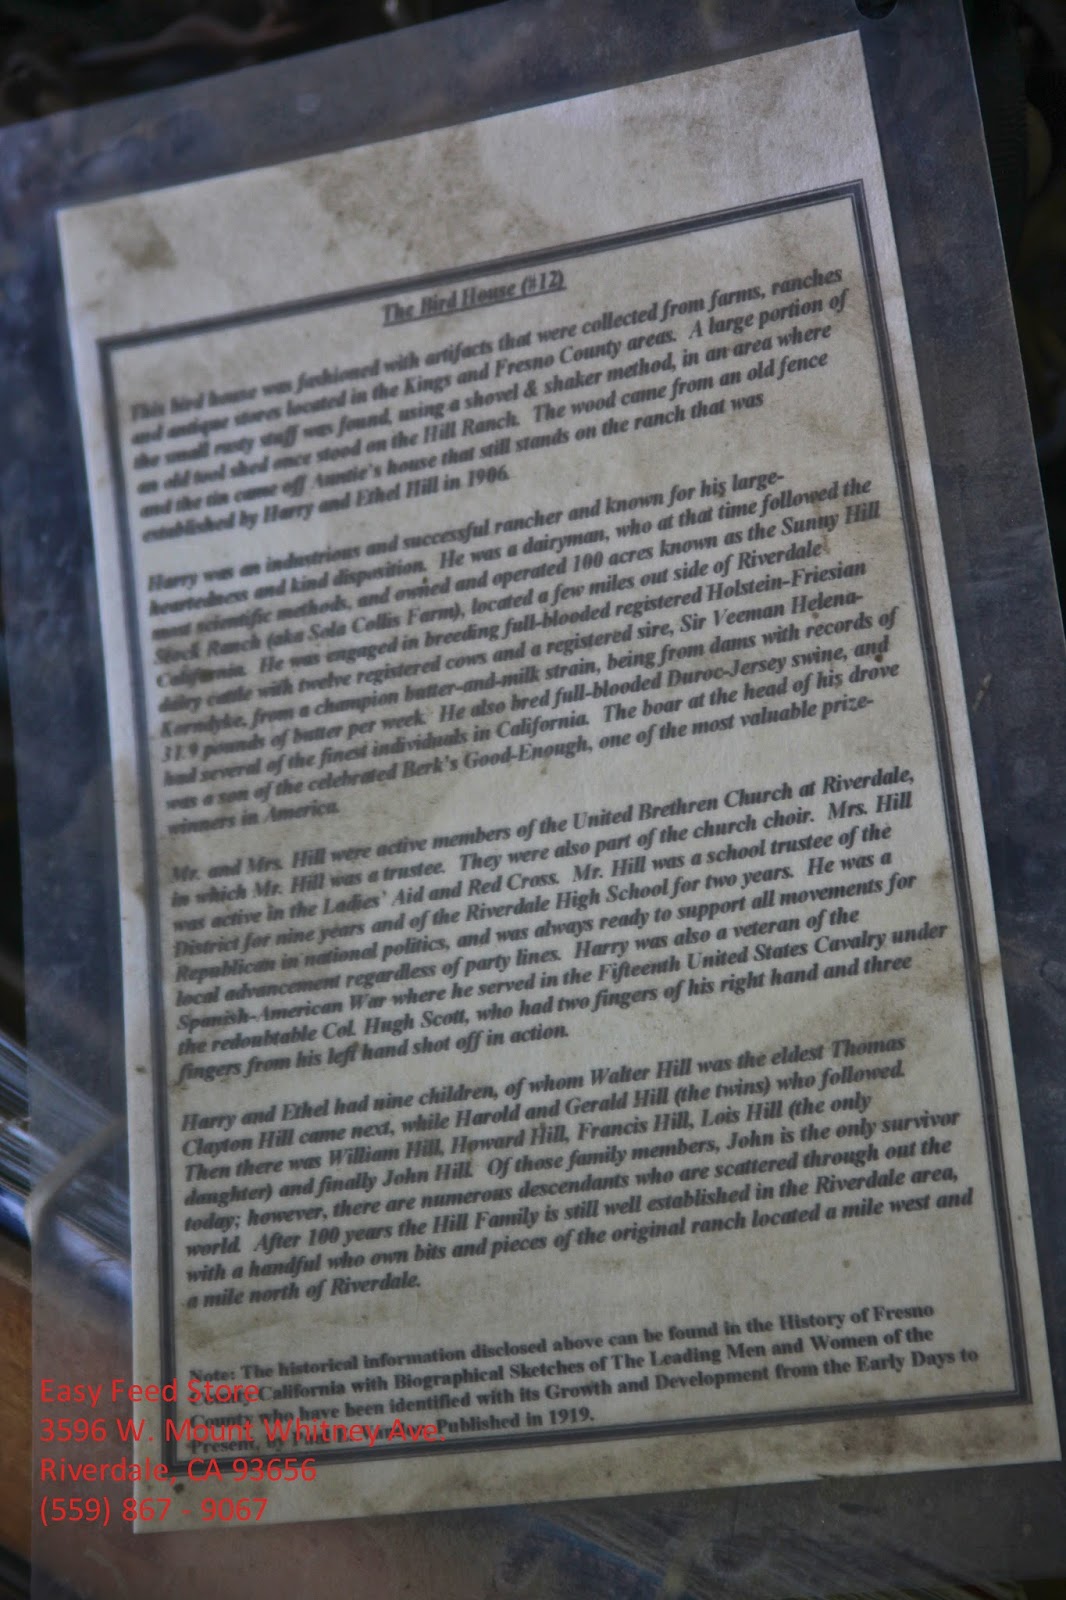 The Bird House (#12)
This bird house was fashioned with artifacts that were collected from farms, ranches
and antique stores located in the Kings and Fresno County areas.  A large portion of
the small rusty stuff was found, using a shovel & shaker method, in an area where
an old tool shed once stood on the Hill Ranch.  The wood came from an old fence
and the tin came off Auntie's house that still stands on the ranch that was
established by Harry and Ethel Hill in 1906.
Harry was an industrious and successful rancher and known for his large-
heartedness and kind disposition.  He was a dairyman, who at that time followed the
most scientific methods, and owned and operated 100 acres known as the Sunny Hill
Stock Ranch (aka Sola Collis Farm), located a few miles out side of Riverdale
California.  He was engaged in breeding full-blooded registered Holstein-Friesian
dairy cattle with twelve registered cows and a registered sire, Sir Veeman Helena-
Korndyke, from a champion butter-and-milk strain, being from dams with records of
31.9 pounds of butter per week.  He also bred full-blooded Duroc-Jersey swine, and
had several of the finest individuals in California.  The boar at the head of his drove
was a son of the celebrated Berk's Good-Enough, one of the most valuable prize-
winners in America.
Mr. and Mrs. Hill were active members of the United Brethren Church at Riverdale,
in which Mr. Hill was a trustee.  They were also part of the church choir.  Mrs. Hill
was active in the Ladies' Aid and Red Cross.  Mr. Hill was a school trustee of the
District for nine years and of the Riverdale High School for two years.  He was a
Republican in national politics, and was always ready to support all movements for
local advancement regardless of party lines.  Harry was also a veteran of the
Spanish-American War where he served in the Fifteenth United States Cavalry under
the redoubtable Col. Hugh Scott, who had two fingers of his right hand and three
fingers from his left hand shot off in action.
Harry and Ethel had nine children, of whom Walter Hill was the eldest Thomas
Clayton Hill came next, while Harold and Gerald Hill (the twins) who followed.
Then there was William Hill, Howard Hill, Francis Hill, Lois Hill (the only
daughter) and finally John Hill.  Of those family members, John is the only survivor
today; however, there are numerous descendants who are scattered through out the
world.  After 100 years the Hill Family is still well established in the Riverdale area,
with a handful who own bits and pieces of the original ranch located a mile west and
a mile north of Riverdale.
Note: The historical information disclosed above can be found in the History of Fresno
California with Biographical Sketches of The Leading Men and Women of the
County who have been identified with its Growth and Development from the Early Days to
Present, by Published in 1919.
Easy Feed Store
3596 W. Mount Whitney Ave.
Riverdale, CA 93656
(559) 867 - 9067